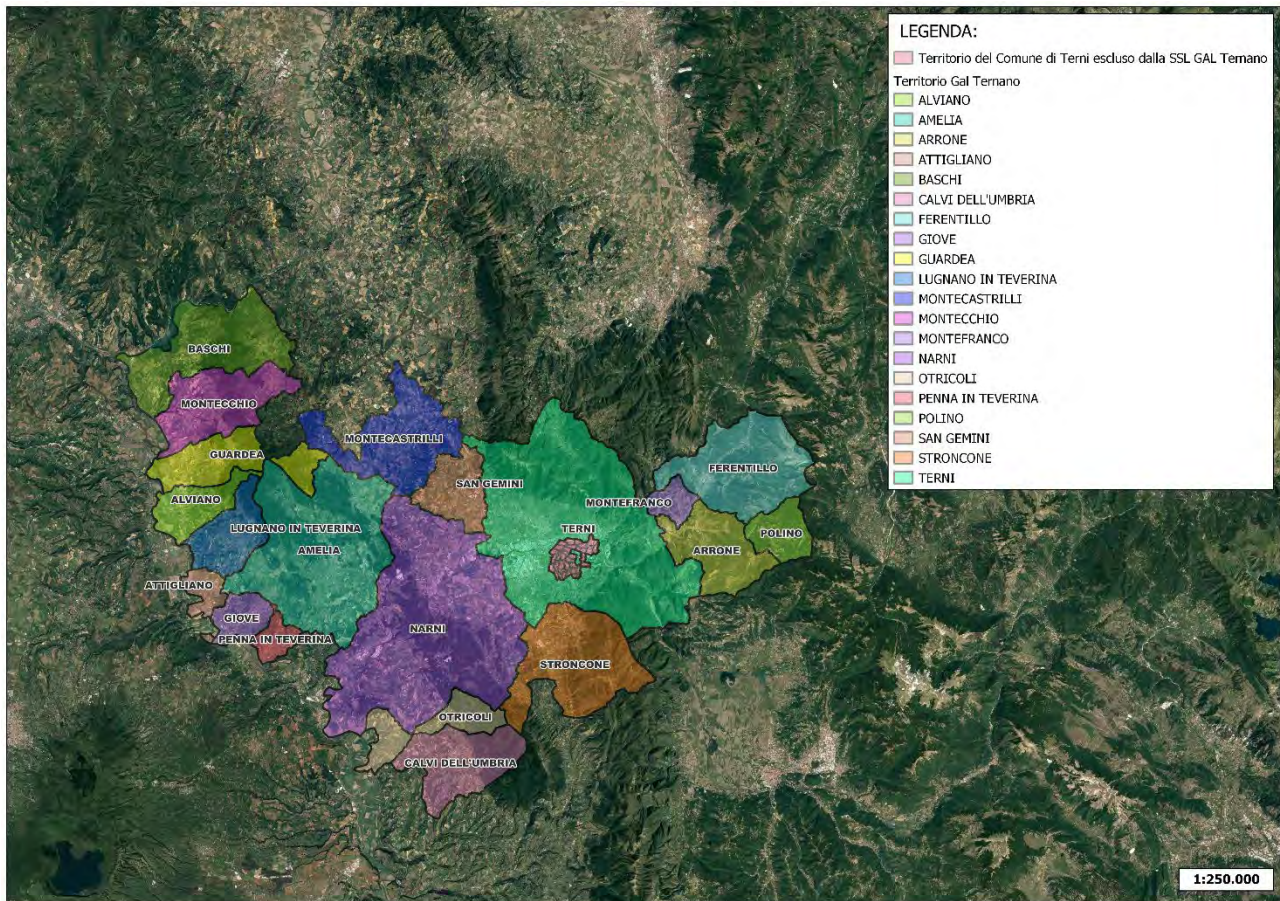 LEGENDA:
Territorio del Comune di Terni escluso dalla SSL GAL Ternano
Territorio Gal Ternano
ALVIANO
AMELIA
ARRONE
ATTIGLIANO
BASCHI
CALVI DELL'UMBRIA
FERENTILLO
GIOVE
GUARDEA
LUGNANO IN TEVERINA
MONTECASTRILLI
MONTECCHIO
MONTEFRANCO
NARNI
OTRICOLI
PENNA IN TEVERINA
POLINO
SAN GEMINI
STRONCONE
TERNI
BASCHI
MONTECCHIO
MONTECASTRILLI
GUARDEA
FERENTILLO
SAN GEMINI
ALVIANO
MONTEFRANCO
LUGNANO IN TEVERINA
TERNI
POLINO
AMELIA
ARRONE
ATTIGLIANO
GIOVE
NARNI
PENNA IN TEVERINA
STRONCONE
OTRICOLI
CALVI DELL'UMBRIA
1:250.000